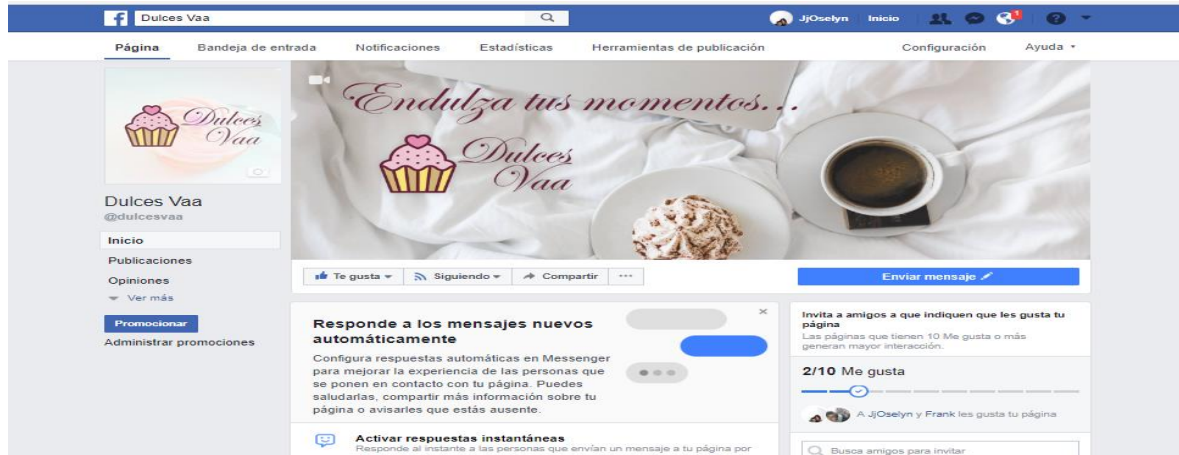 Dulces Vaa
JjOselyn Inicio
1
Página Bandeja de entrada Notificaciones Estadísticas Herramientas de publicación Configuración Ayuda
Dulces
Vaa
Endulza tus momentos...
Dulces
Vaa
Dulces Vaa
@dulcesvaa
Inicio
Publicaciones
Opiniones
Ver más
Promocionar
Administrar promociones
Te gusta Siguiendo Compartir ...
Enviar mensaje
Responde a los mensajes nuevos
automáticamente
Configura respuestas automáticas en Messenger
para mejorar la experiencia de las personas que
se ponen en contacto con tu página. Puedes
saludarlas, compartir más información sobre tu
página o avisarles que estás ausente.
Activar respuestas instantáneas
Responde al instante a las personas que envían un mensaje a tu página por
Invita a amigos a que indiquen que les gusta tu
página
Las páginas que tienen 10 Me gusta o más
generan mayor interacción.
2/10 Me gusta
A JjOselyn y Frank les gusta tu página
Busca amigos para invitar